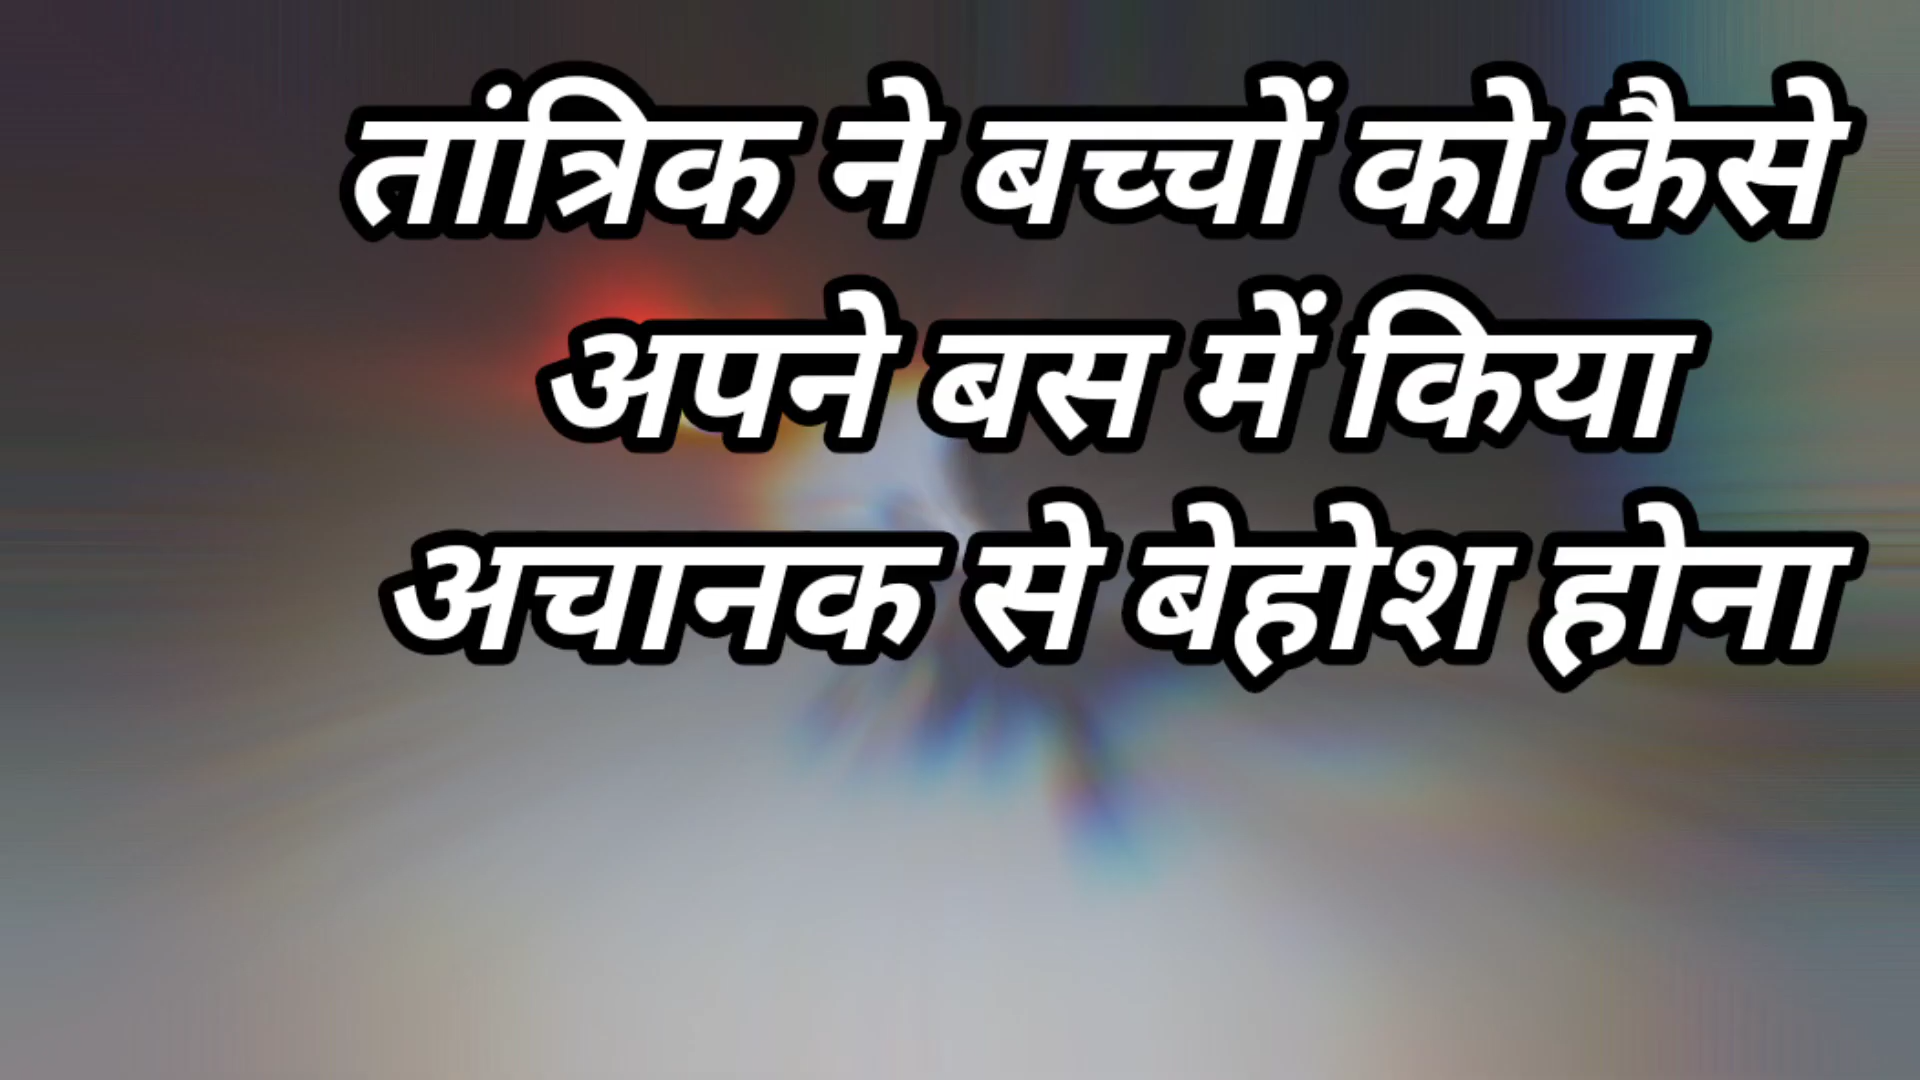 तांत्रिक ने बच्चों को कैसे
अपने बस में किया
अचानक से बेहोश होना